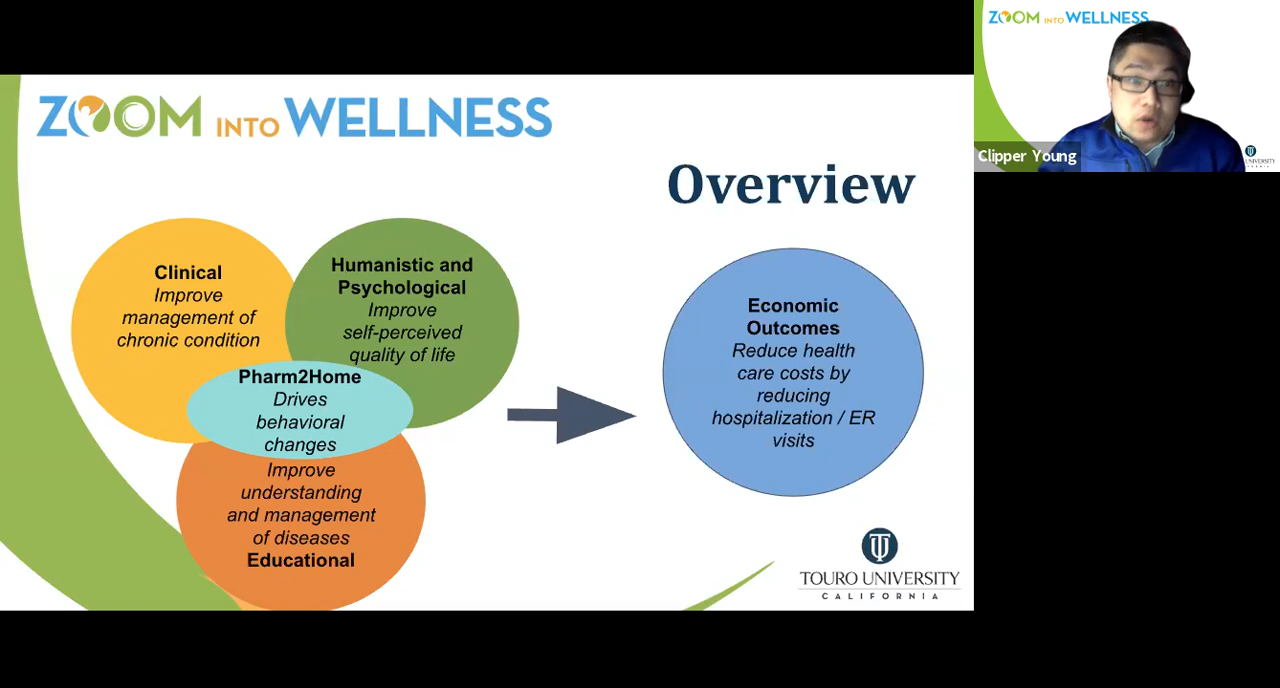 ZOOM INTO WELLNESS
Overview
Clinical
Improve
management of
chronic condition
Humanistic and
Psychological
Improve
self-perceived
quality of life
Pharm2Home
Drives
behavioral
changes
Improve
understanding
and management
of diseases
Educational
Economic
Outcomes
Reduce health
care costs by
reducing
hospitalization / ER
visits
TOURO UNIVERSITY
CALIFORNIA
ZOOM INTO WELLNESS
Clipper Young